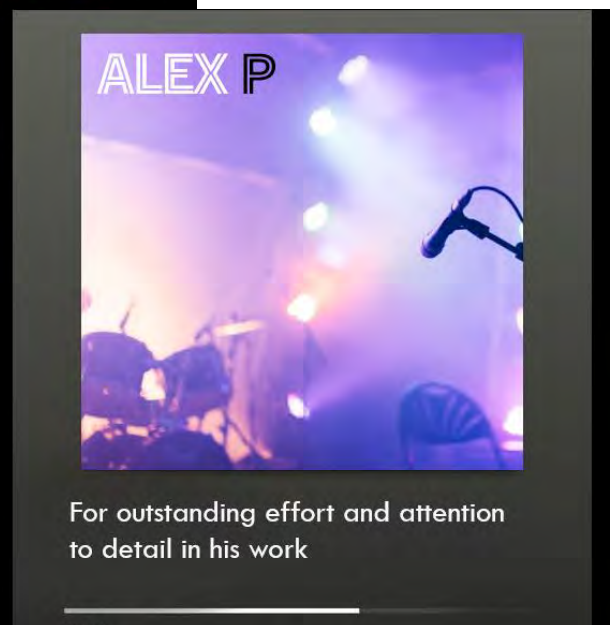 ALEX P
For outstanding effort and attention
to detail in his work